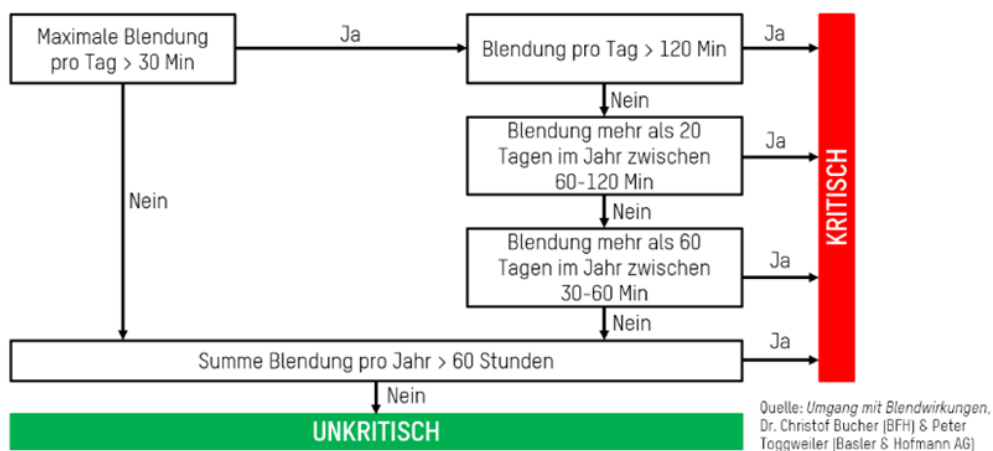 Maximale Blendung
pro Tag > 30 Min
Ja
Blendung pro Tag > 120 Min
Ja
Nein
Blendung mehr als 20
Tagen im Jahr zwischen
60-120 Min
Ja
Nein
Nein
Blendung mehr als 60
Tagen im Jahr zwischen
30-60 Min
Ja
Nein
KRITISCH
Summe Blendung pro Jahr > 60 Stunden
Ja
Nein
UNKRITISCH
Quelle: Umgang mit Blendwirkungen,
Dr. Christof Bucher (BFH) & Peter
Toggweiler (Basler & Hofmann AG)